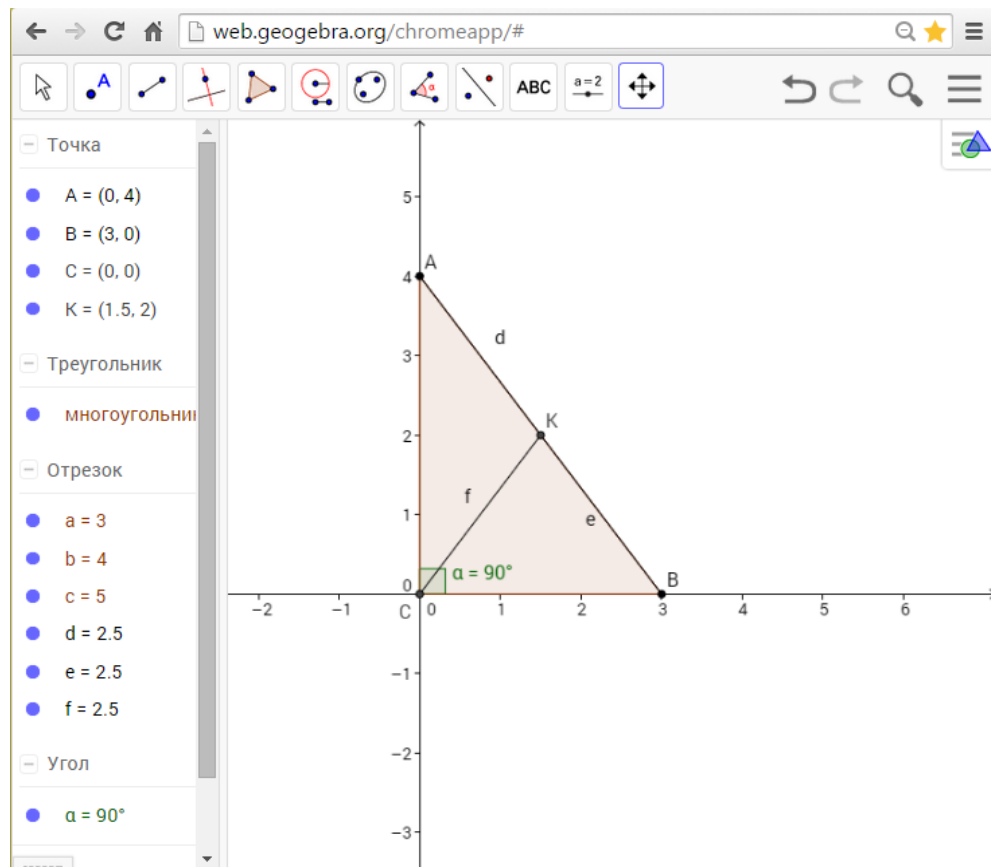 web.geogebra.org/chromeapp/#
A
α
ABC
a=2
Точка
A = (0, 4)
B = (3, 0)
C = (0, 0)
K = (1.5, 2)
Треугольник
многоугольник
Отрезок
a = 3
b = 4
c = 5
d = 2.5
e = 2.5
f = 2.5
Угол
α = 90°
5
4 A
d
3
K
2
f
1
e
0 α = 90° B
−2 −1 C 0 1 2 3 4 5 6
−1
−2
−3